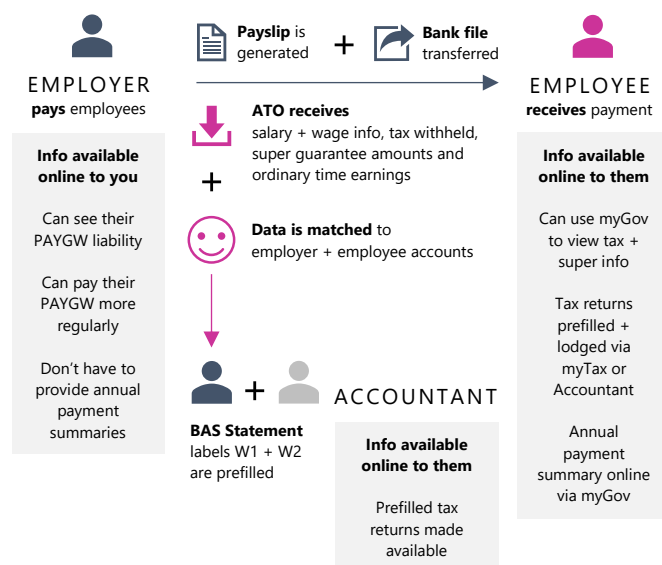 EMPLOYER
pays employees
Info available
online to you
Can see their
PAYGW liability
Can pay their
PAYGW more
regularly
Don't have to
provide annual
payment
summaries
Payslip is
generated
+
Bank file
transferred
ATO receives
salary + wage info, tax withheld,
super guarantee amounts and
ordinary time earnings
+
Data is matched to
employer + employee accounts
+
BAS Statement
labels W1 + W2
are prefilled
ACCOUNTANT
Info available
online to them
Prefilled tax
returns made
available
EMPLOYEE
receives payment
Info available
online to them
Can use myGov
to view tax +
super info
Tax returns
prefilled +
lodged via
myTax or
Accountant
Annual
payment
summary online
via myGov